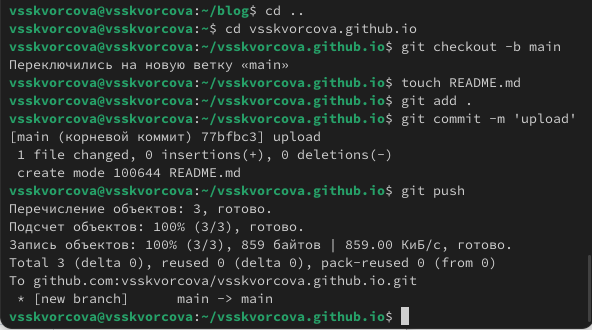 vsskvorcova@vsskvorcova:~/blog$ cd ..
vsskvorcova@vsskvorcova:~$ cd vsskvorcova.github.io
vsskvorcova@vsskvorcova:~/vsskvorcova.github.io$ git checkout -b main
Переключились на новую ветку «main»
vsskvorcova@vsskvorcova:~/vsskvorcova.github.io$ touch README.md
vsskvorcova@vsskvorcova:~/vsskvorcova.github.io$ git add .
vsskvorcova@vsskvorcova:~/vsskvorcova.github.io$ git commit -m 'upload'
[main (корневой коммит) 77bfbc3] upload
 1 file changed, 0 insertions(+), 0 deletions(-)
 create mode 100644 README.md
vsskvorcova@vsskvorcova:~/vsskvorcova.github.io$ git push
Перечисление объектов: 3, готово.
Подсчет объектов: 100% (3/3), готово.
Запись объектов: 100% (3/3), 859 байтов | 859.00 КиБ/с, готово.
Total 3 (delta 0), reused 0 (delta 0), pack-reused 0 (from 0)
To github.com:vsskvorcova/vsskvorcova.github.io.git
 * [new branch]      main -> main
vsskvorcova@vsskvorcova:~/vsskvorcova.github.io$